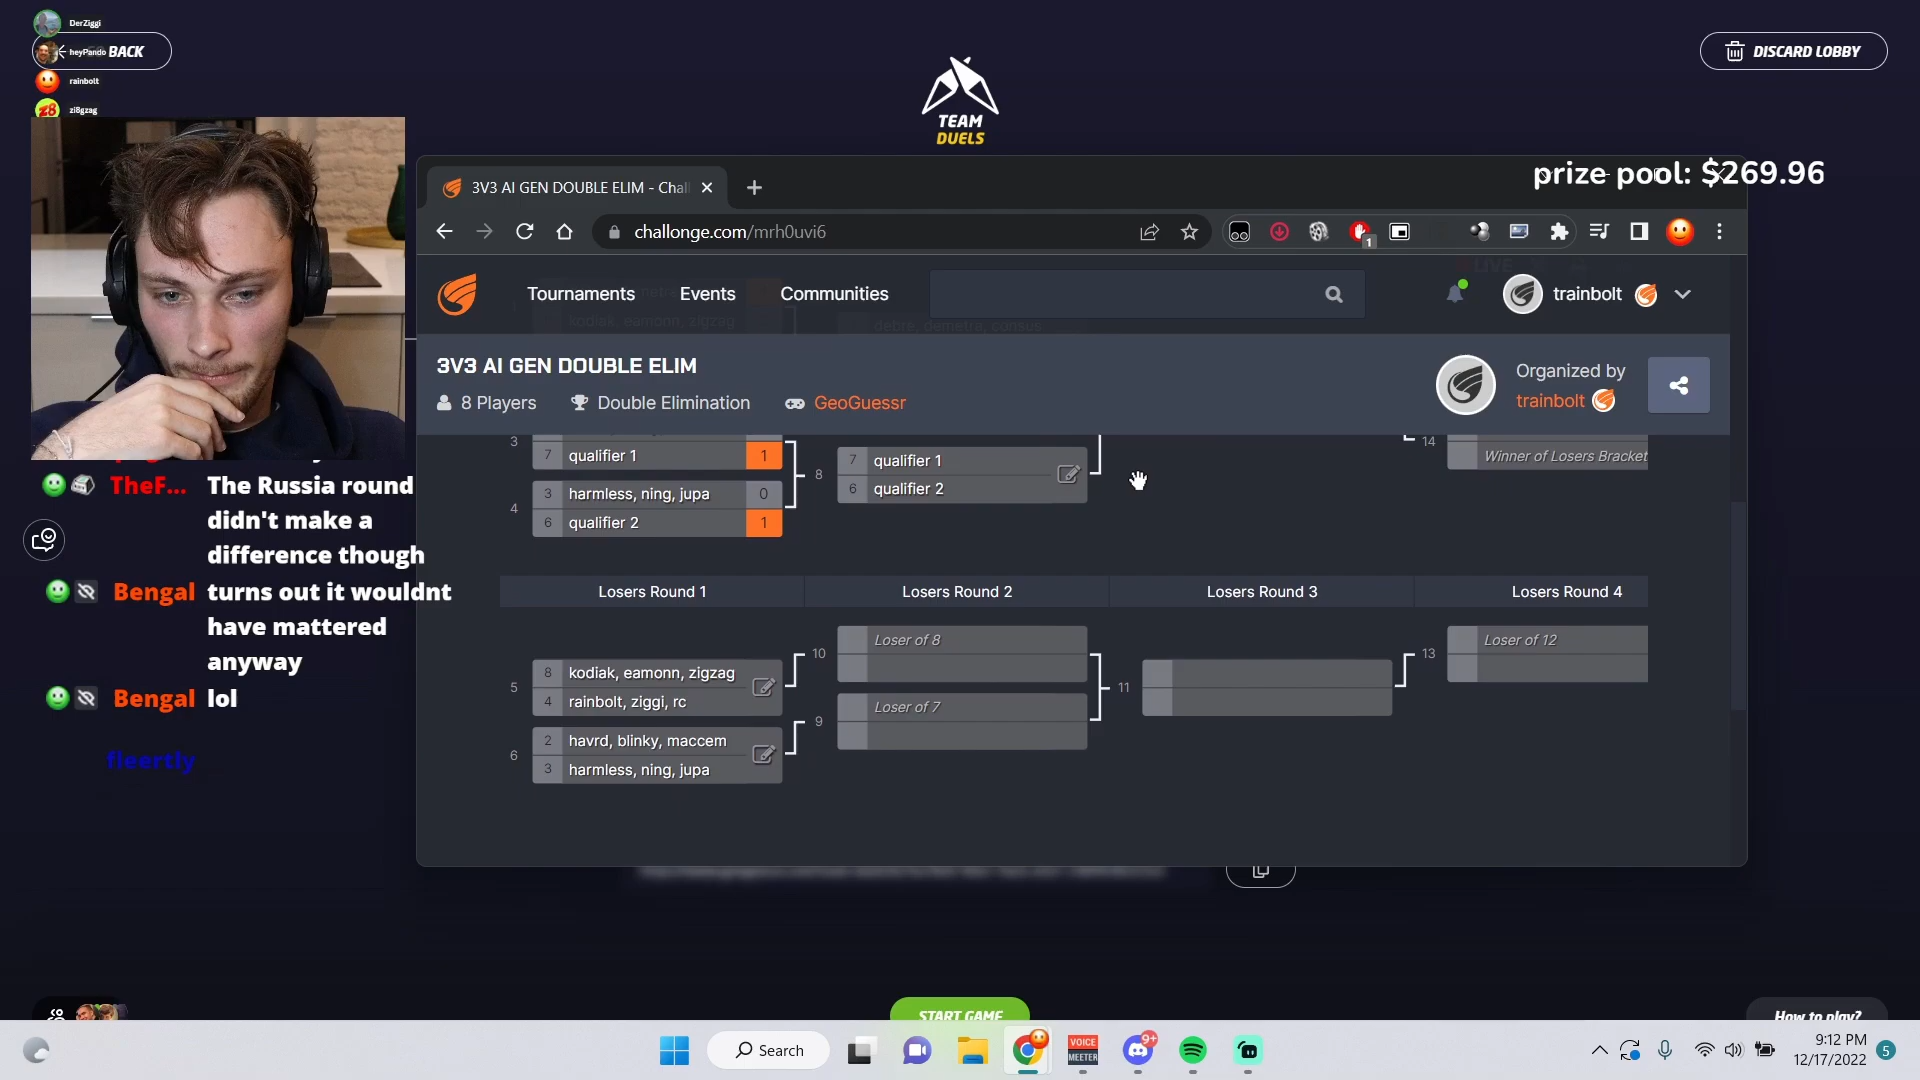 DerZiggi
heyPando
BACK
rainbolt
zi8gzag
TEAM
DUELS
DISCARD LOBBY
prize pool: $269.96
3V3 AI GEN DOUBLE ELIM - Chal
challonge.com/mrh0uvi6
1
Tournaments
Events
Communities
trainbolt
3V3 AI GEN DOUBLE ELIM
8 Players
Double Elimination
GeoGuessr
Organized by
trainbolt
3
7 qualifier 1 1
4
3 harmless, ning, jupa 0
6 qualifier 2 1
8
7 qualifier 1
6 qualifier 2
14
Winner of Losers Bracket
Losers Round 1
Losers Round 2
Losers Round 3
Losers Round 4
5
8 kodiak, eamonn, zigzag
4 rainbolt, ziggi, rc
6
2 havrd, blinky, maccem
3 harmless, ning, jupa
10
Loser of 8
9
Loser of 7
11
13
Loser of 12
TheF... The Russia round
didn't make a
difference though
Bengal turns out it wouldnt
have mattered
anyway
Bengal lol
fleertly
START GAME
How to play?
Search
VOICE
MEETER
9+
9:12 PM
12/17/2022
5